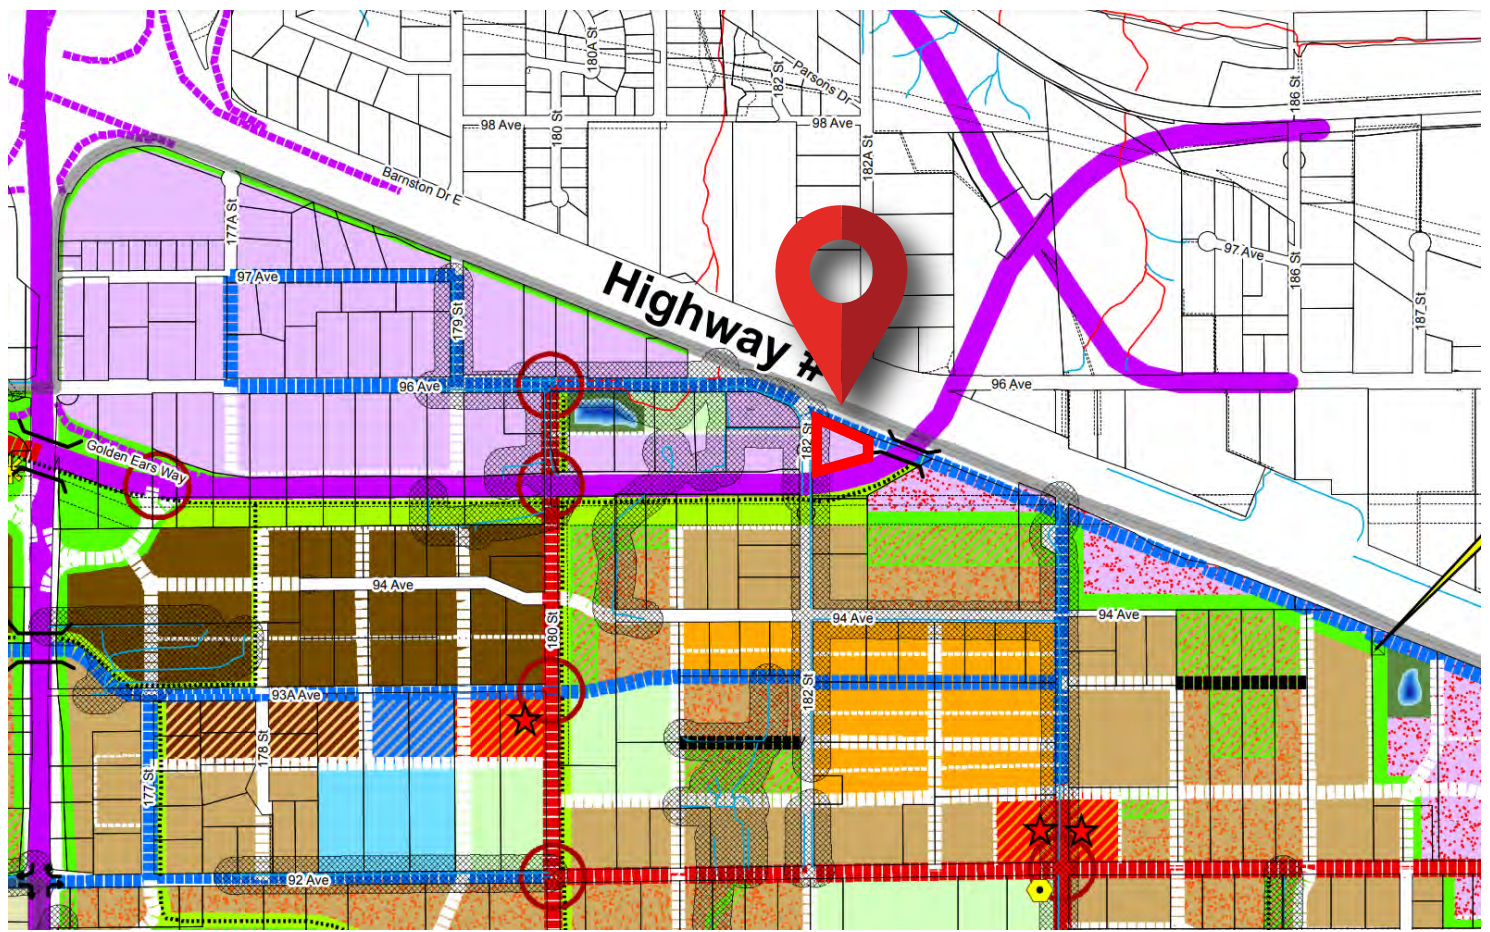 180A St
182 St
Parsons Dr
186 St
98 Ave
180 St
98 Ave
182A St
Barnston Dr E
177A St
97 Ave
186 St
97 Ave
179 St
Highway #
187 St
96 Ave
96 Ave
182 St
Golden Ears Way
94 Ave
180 St
94 Ave
94 Ave
93A Ave
182 St
178 St
177 St
92 Ave